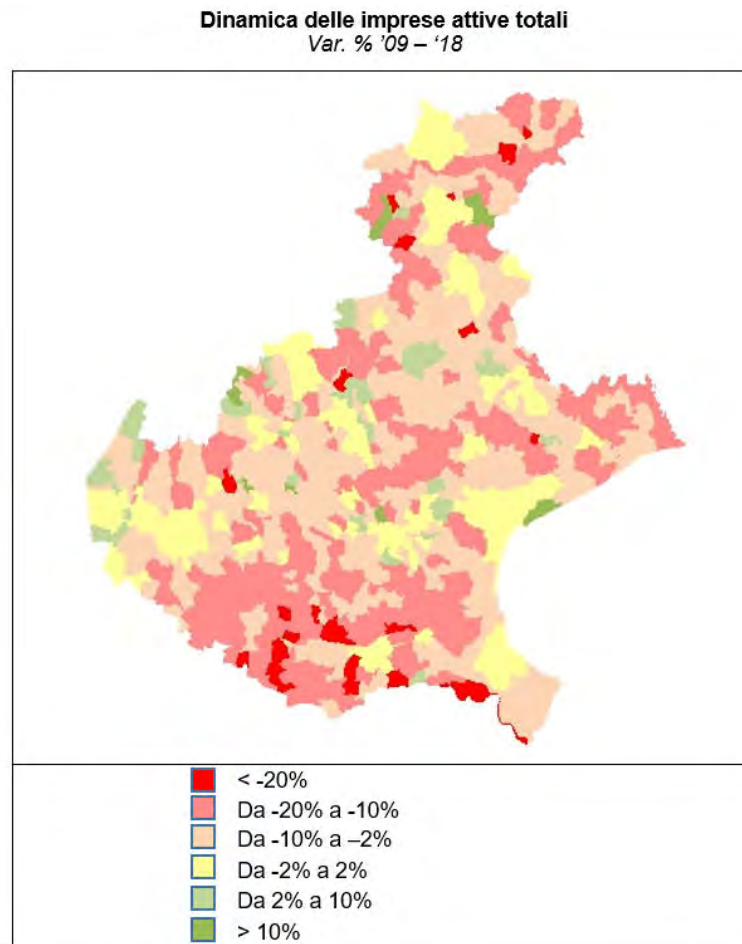 Dinamica delle imprese attive totali
Var. % ’09 – ‘18
< -20%
Da -20% a -10%
Da -10% a –2%
Da -2% a 2%
Da 2% a 10%
> 10%